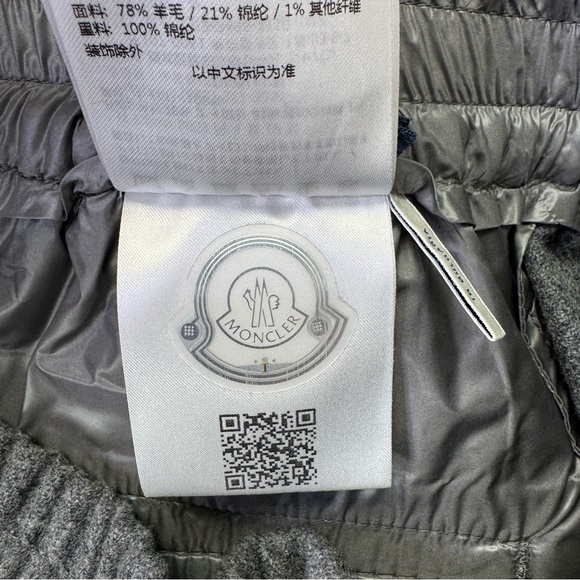 面料: 78% 羊毛 / 21% 锦纶 / 1% 其他纤维
里料: 100% 锦纶
装饰除外
以中文标识为准
MONCLER